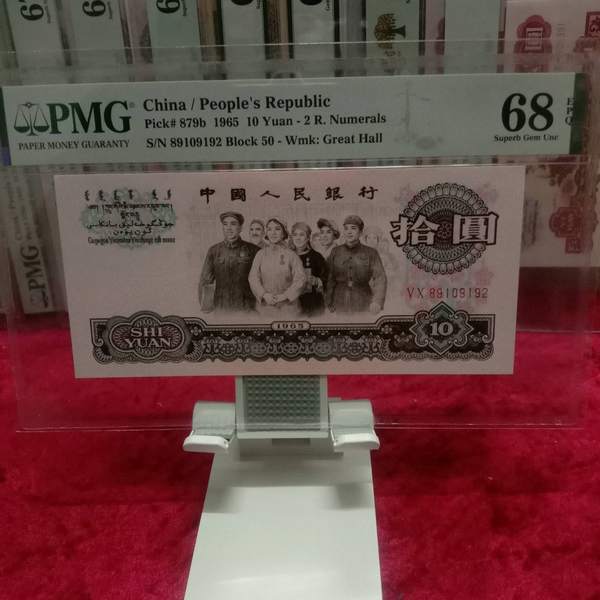 PMG
PAPER MONEY GUARANTY
China / People's Republic
Pick# 879b 1965 10 Yuan - 2 R. Numerals
S/N 89109192 Block 50 - Wmk: Great Hall
68
Superb Gem Unc
中國人民銀行
拾圓
VX 89109192
1965
SHI
YUAN
10
PMG